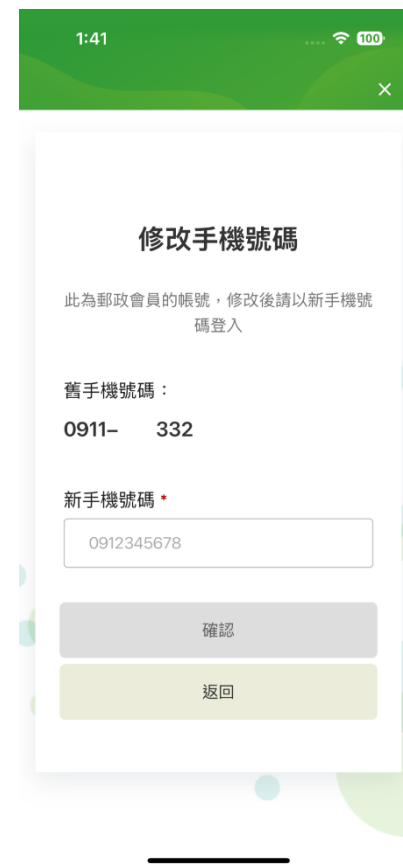 1:41
100
×
修改手機號碼
此為郵政會員的帳號，修改後請以新手機號
碼登入
舊手機號碼：
0911– 332
新手機號碼 *
0912345678
確認
返回